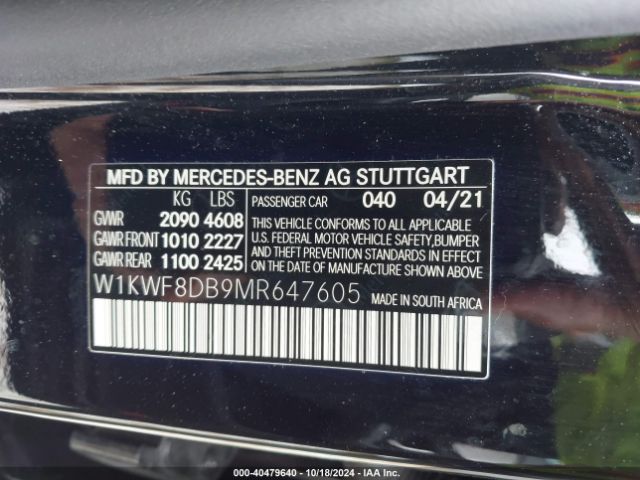 MFD BY MERCEDES-BENZ AG STUTTGART
KG LBS
GVWR 2090 4608
GAWR FRONT 1010 2227
GAWR REAR 1100 2425
PASSENGER CAR 040 04/21
THIS VEHICLE CONFORMS TO ALL APPLICABLE
U.S. FEDERAL MOTOR VEHICLE SAFETY, BUMPER
AND THEFT PREVENTION STANDARDS IN EFFECT
ON THE DATE OF MANUFACTURE SHOWN ABOVE.
W1KWF8DB9MR647605 MADE IN SOUTH AFRICA
000-40479640 - 10/18/2024 - IAA Inc.